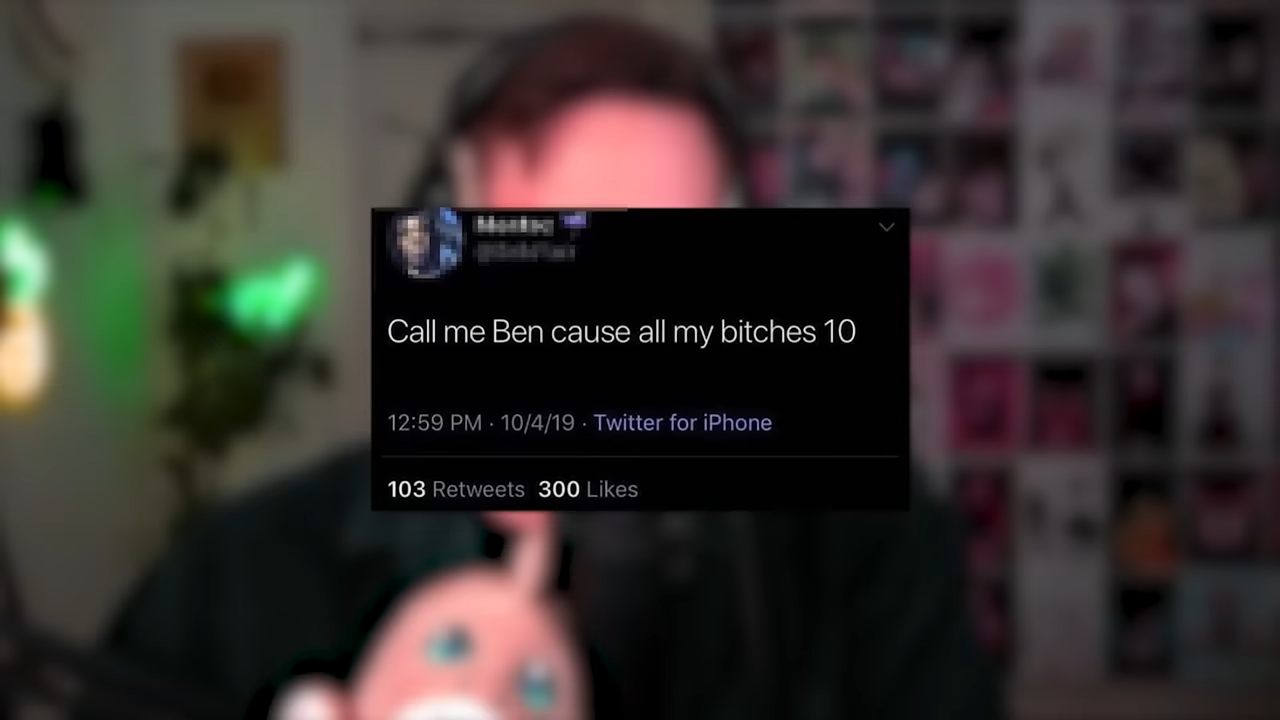 Call me Ben cause all my bitches 10
12:59 PM · 10/4/19 · Twitter for iPhone
103 Retweets 300 Likes